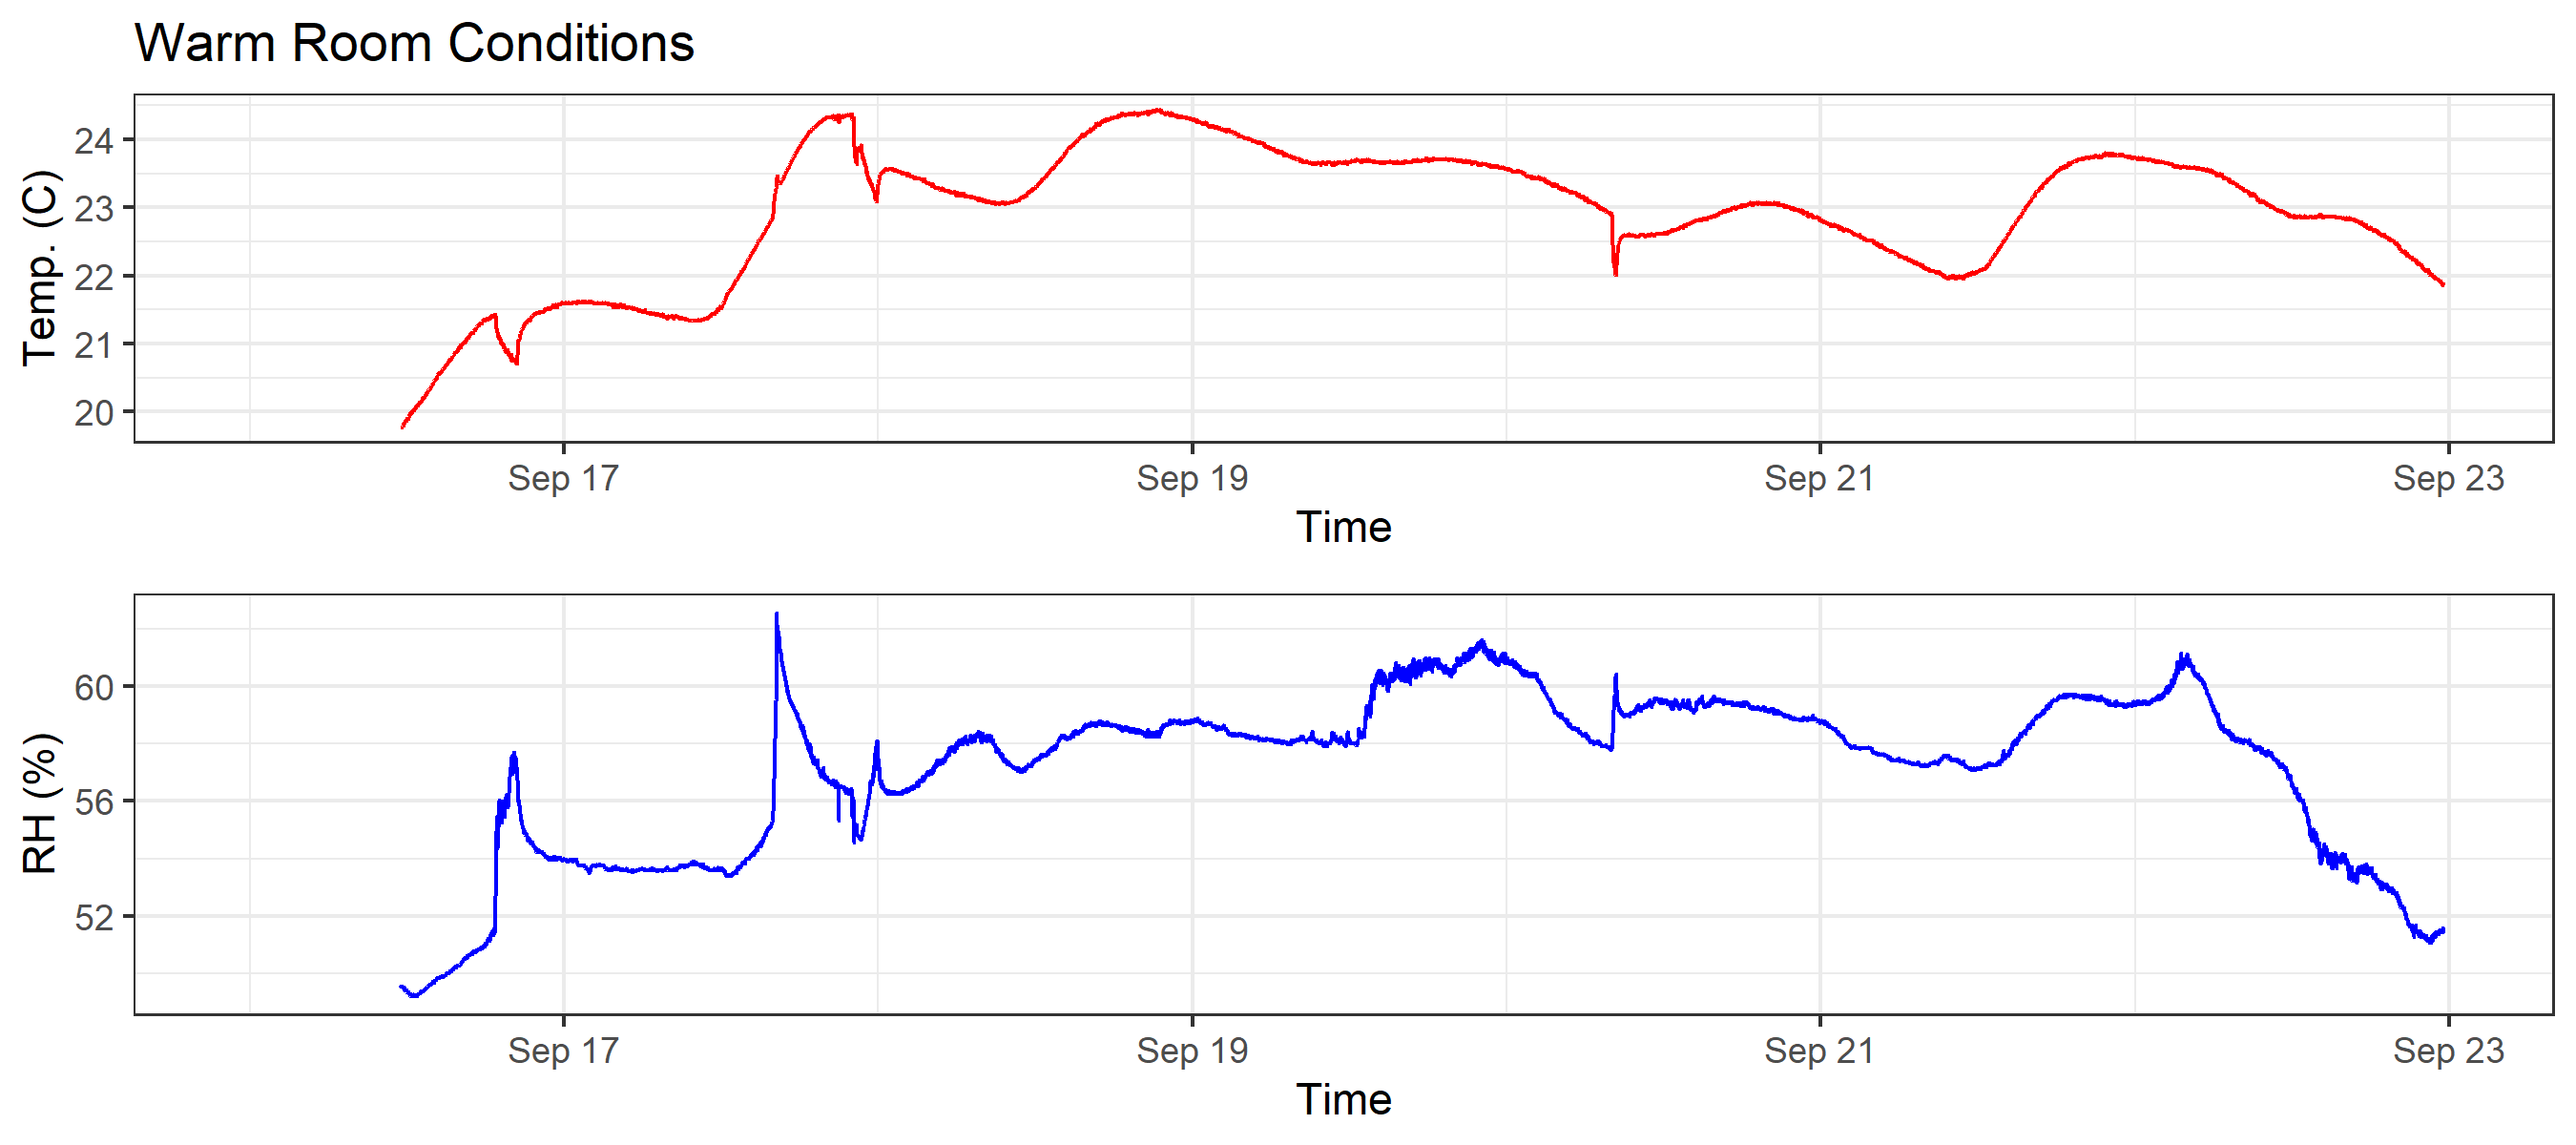 Warm Room Conditions
Temp. (C)
24
23
22
21
20
Sep 17 Sep 19 Sep 21 Sep 23
Time
RH (%)
60
56
52
Sep 17 Sep 19 Sep 21 Sep 23
Time